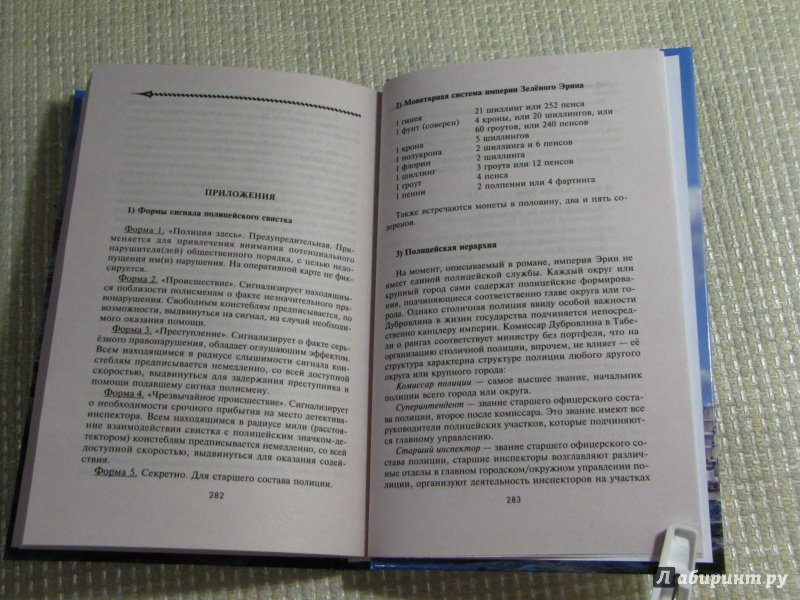 ПРИЛОЖЕНИЯ
1) Формы сигнала полицейского свистка
Форма 1. «Полиция здесь». Предупредительная. При-
меняется для привлечения внимания потенциального
нарушителя(лей) общественного порядка, с целью недо-
пущения им(и) нарушения. На оперативной карте не фик-
сируется.
Форма 2. «Происшествие». Сигнализирует находящим-
ся поблизости полисменам о факте незначительного пра-
вонарушения. Свободным констеблям предписывается, по
возможности, выдвинуться на сигнал, на случай необходи-
мого оказания помощи.
Форма 3. «Преступление». Сигнализирует о факте серь-
ёзного правонарушения, обладает оглушающим эффектом.
Всем находящимся в радиусе слышимости сигнала кон-
стеблям предписывается немедленно, со всей доступной
скоростью, выдвинуться для задержания преступника и
помощи подавшему сигнал полисмену.
Форма 4. «Чрезвычайное происшествие». Сигнализирует
о необходимости срочного прибытия на место детектива-
инспектора. Всем находящимся в радиусе мили (расстоя-
ние взаимодействия свистка с полицейским значком-де-
тектором) констеблям предписывается немедленно, со всей
доступной скоростью, выдвинуться для оказания содей-
ствия.
Форма 5. Секретно. Для старшего состава полиции.
282
2) Монетарная система империи Зелёного Эрина
1 гинея 21 шиллинг или 252 пенса
1 фунт (соверен) 4 кроны, или 20 шиллингов, или
60 гроутов, или 240 пенсов
1 крона 5 шиллингов
1 полукрона 2 шиллинга и 6 пенсов
1 флорин 2 шиллинга
1 шиллинг 3 гроута или 12 пенсов
1 гроут 4 пенса
1 пенни 2 полпенни или 4 фартинга
Также встречаются монеты в половину, два и пять со-
веренов.
3) Полицейская иерархия
На момент, описываемый в романе, империя Эрин не
имеет единой полицейской службы. Каждый округ или
крупный город сами содержат полицейские формирова-
ния, подчиняющиеся соответственно главе округа или го-
рода. Однако столичная полиция ввиду особой важности
Дубровлина в жизни государства подчиняется непосред-
ственно канцлеру империи. Комиссар Дубровлина в Табе-
ли о рангах соответствует министру без портфеля, что на
организацию столичной полиции, впрочем, не влияет — её
структура характерна структуре полиции любого другого
округа или крупного города:
Комиссар полиции — самое высшее звание, начальник
полиции всего города или округа.
Суперинтендент — звание старшего офицерского соста-
ва полиции, второе после комиссара. Это звание имеют все
руководители полицейских участков, которые подчиняют-
ся главному управлению.
Старший инспектор — звание старшего офицерского со-
става полиции, старшие инспекторы возглавляют различ-
ные отделы в главном городском/окружном управлении по-
лиции, организуют деятельность инспекторов на участках
283
Лабиринт.ру